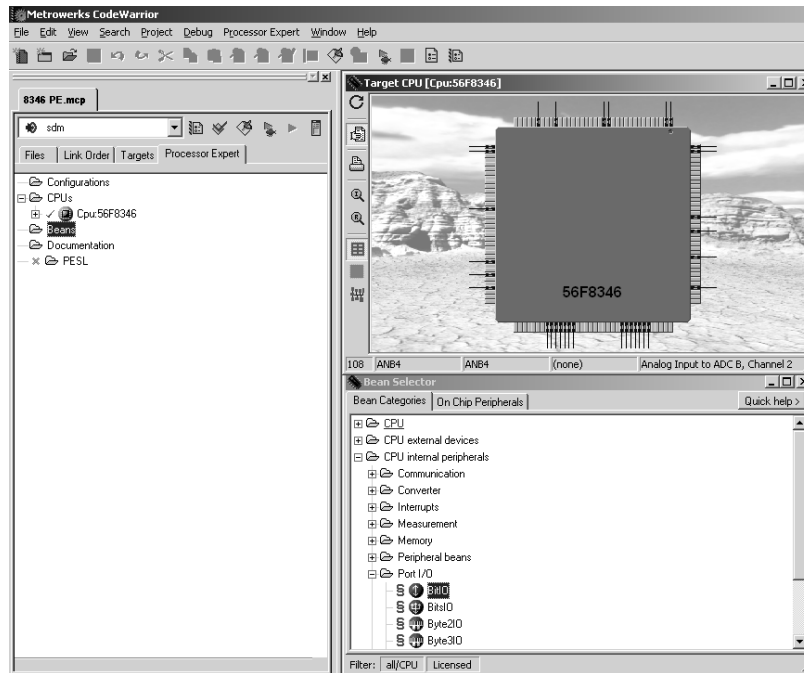 Metrowerks CodeWarrior
File Edit View Search Project Debug Processor Expert Window Help
8346 PE.mcp
sdm
Files Link Order Targets Processor Expert
Configurations
CPUs
Cpu:56F8346
Beans
Documentation
PESL
Target CPU [Cpu:56F8346]
56F8346
108 ANB4 ANB4 (none) Analog Input to ADC B, Channel 2
Bean Selector
Bean Categories On Chip Peripherals Quick help >
CPU
CPU external devices
CPU internal peripherals
Communication
Converter
Interrupts
Measurement
Memory
Peripheral beans
Port I/O
BitIO
BitsIO
Byte2IO
Byte3IO
Filter: all/CPU Licensed